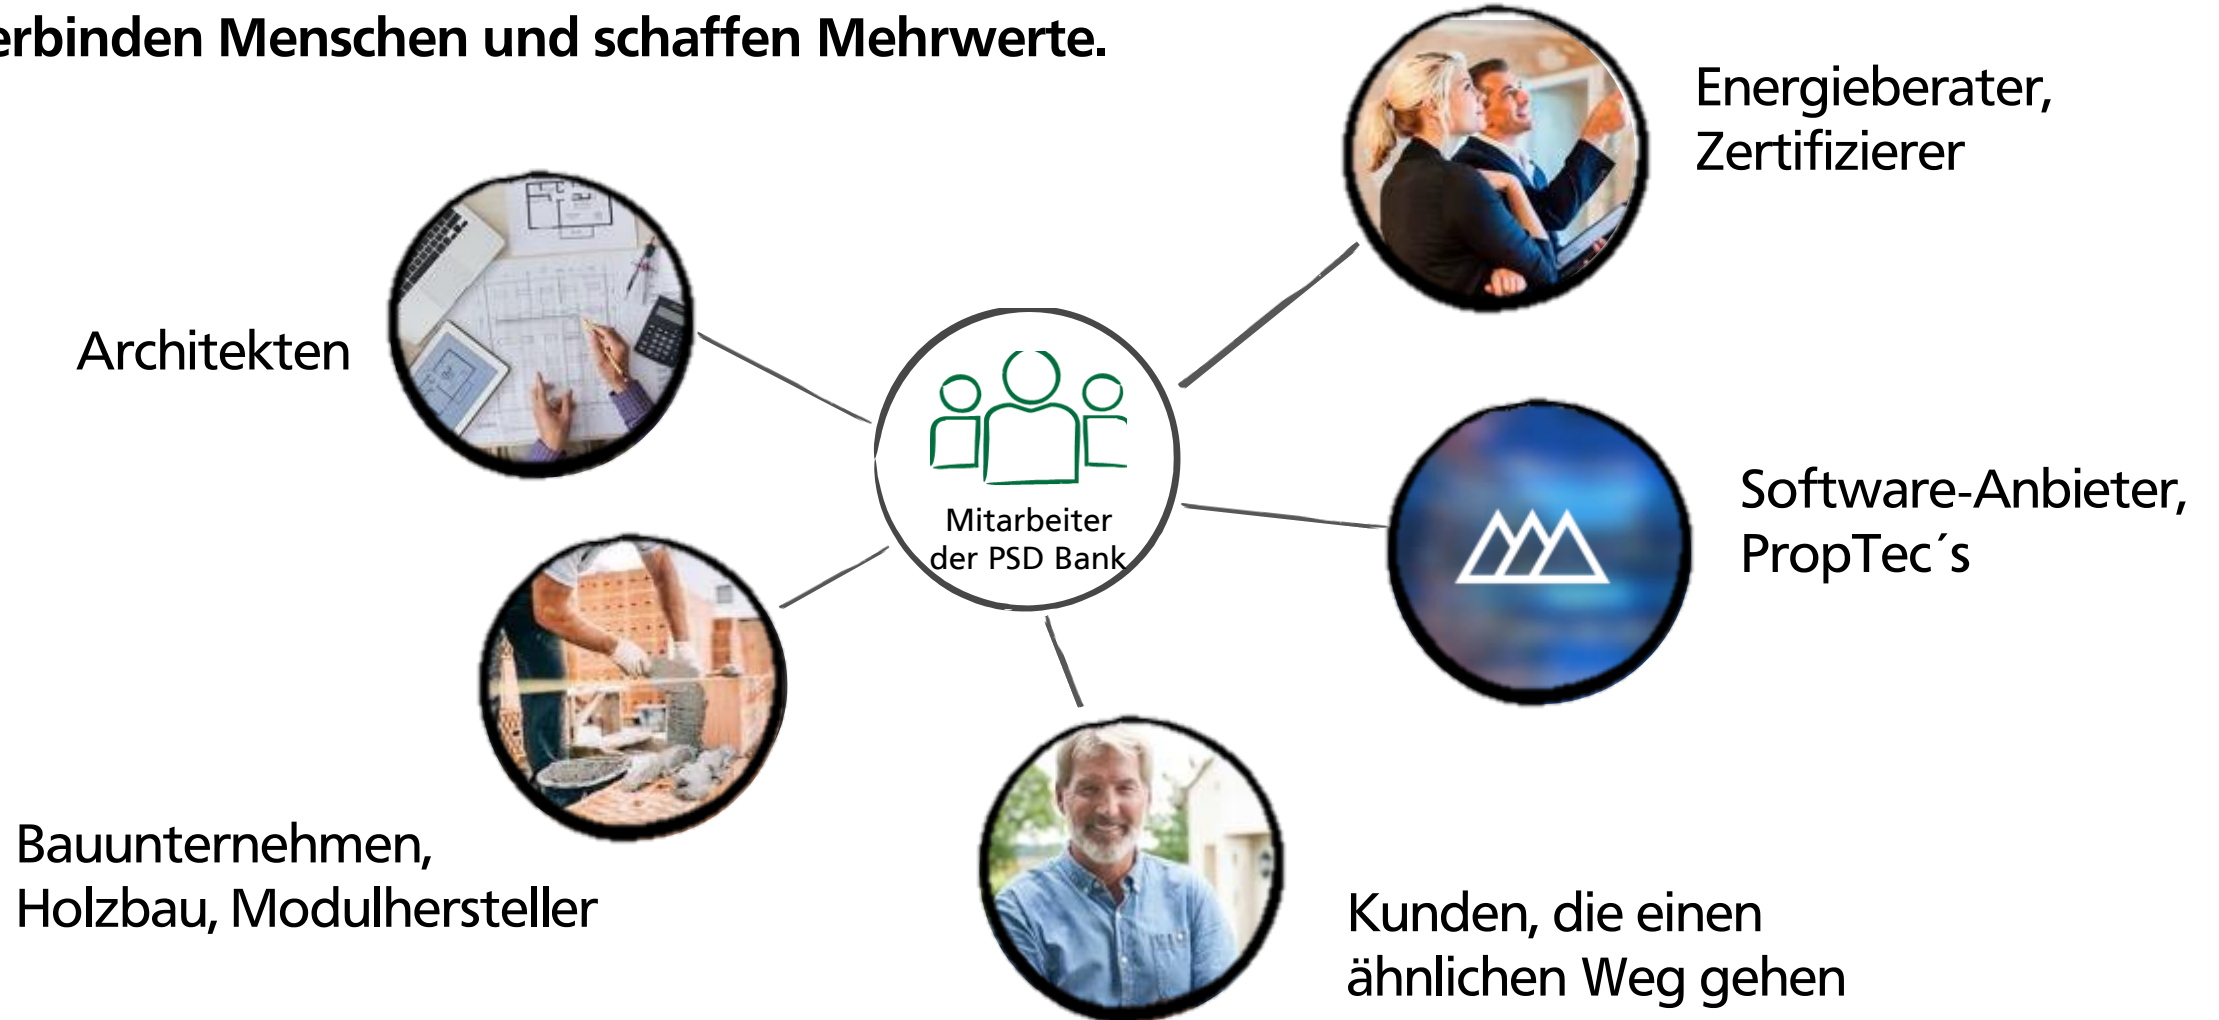 erbinden Menschen und schaffen Mehrwerte.
Energieberater,
Zertifizierer
Architekten
Software-Anbieter,
PropTec´s
Mitarbeiter
der PSD Bank
Bauunternehmen,
Holzbau, Modulhersteller
Kunden, die einen
ähnlichen Weg gehen